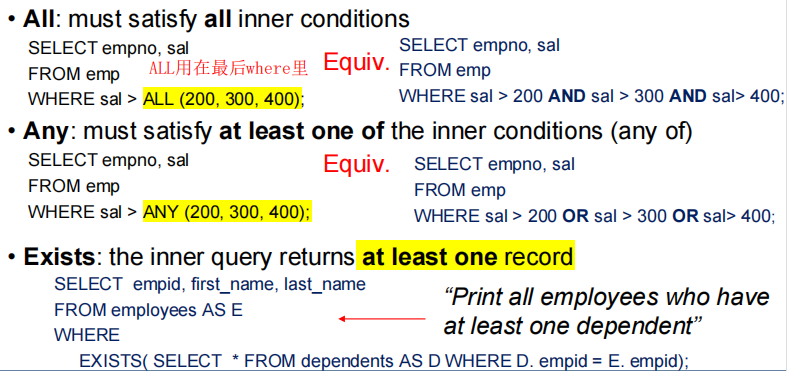 • All: must satisfy all inner conditions
SELECT empno, sal
FROM emp
WHERE sal > ALL (200, 300, 400);
ALL用在最后where里
Equiv.
SELECT empno, sal
FROM emp
WHERE sal > 200 AND sal > 300 AND sal> 400;
• Any: must satisfy at least one of the inner conditions (any of)
SELECT empno, sal
FROM emp
WHERE sal > ANY (200, 300, 400);
Equiv.
SELECT empno, sal
FROM emp
WHERE sal > 200 OR sal > 300 OR sal> 400;
• Exists: the inner query returns at least one record
SELECT empid, first_name, last_name
FROM employees AS E
WHERE
EXISTS( SELECT * FROM dependents AS D WHERE D. empid = E. empid);
“Print all employees who have
at least one dependent”